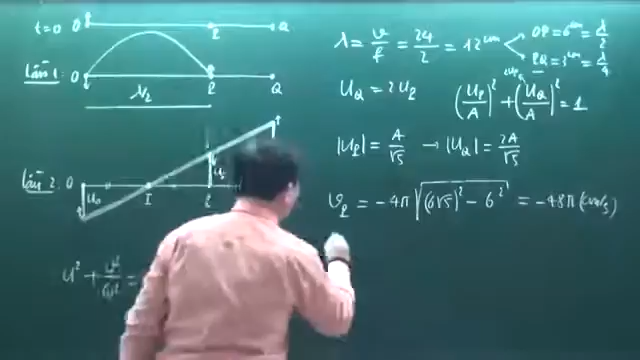 t=0 O P Q
Lần 1: O P Q
λ/2
Lần 2: O I P
U₀
u² + v²/ω² =
λ = v/f = 24/2 = 12 cm
OP = 6 cm = λ/2
PQ = 3 cm = λ/4
U_Q = 2U_P
(U_P/A)² + (U_Q/A)² = 1
|U_P| = A/√5 → |U_Q| = 2A/√5
v_P = -4π √((6√5)² - 6²) = -48π (cm/s)